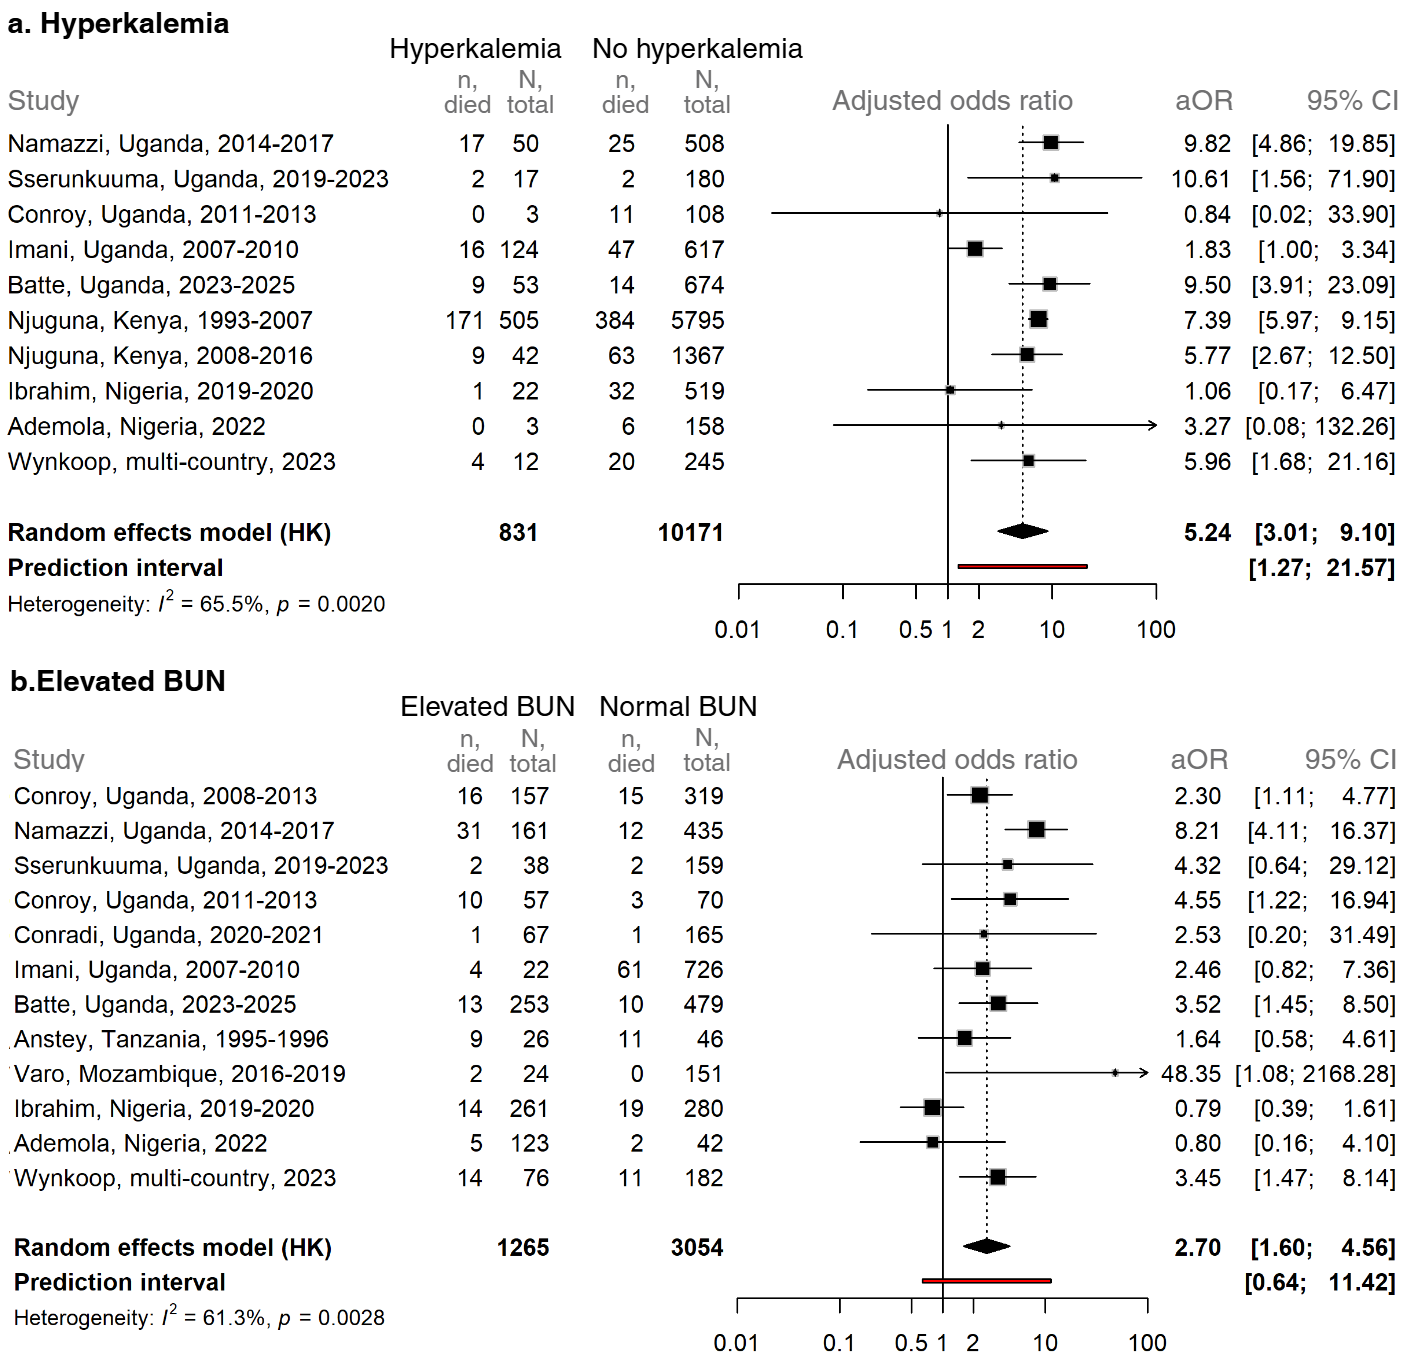 a. Hyperkalemia
Hyperkalemia No hyperkalemia
n, N, n, N,
Study died total died total Adjusted odds ratio aOR 95% CI
Namazzi, Uganda, 2014-2017 17 50 25 508 9.82 [4.86; 19.85]
Sserunkuuma, Uganda, 2019-2023 2 17 2 180 10.61 [1.56; 71.90]
Conroy, Uganda, 2011-2013 0 3 11 108 0.84 [0.02; 33.90]
Imani, Uganda, 2007-2010 16 124 47 617 1.83 [1.00; 3.34]
Batte, Uganda, 2023-2025 9 53 14 674 9.50 [3.91; 23.09]
Njuguna, Kenya, 1993-2007 171 505 384 5795 7.39 [5.97; 9.15]
Njuguna, Kenya, 2008-2016 9 42 63 1367 5.77 [2.67; 12.50]
Ibrahim, Nigeria, 2019-2020 1 22 32 519 1.06 [0.17; 6.47]
Ademola, Nigeria, 2022 0 3 6 158 3.27 [0.08; 132.26]
Wynkoop, multi-country, 2023 4 12 20 245 5.96 [1.68; 21.16]
Random effects model (HK) 831 10171 5.24 [3.01; 9.10]
Prediction interval [1.27; 21.57]
Heterogeneity: I² = 65.5%, p = 0.0020
0.01 0.1 0.5 1 2 10 100
b.Elevated BUN
Elevated BUN Normal BUN
n, N, n, N,
Study died total died total Adjusted odds ratio aOR 95% CI
Conroy, Uganda, 2008-2013 16 157 15 319 2.30 [1.11; 4.77]
Namazzi, Uganda, 2014-2017 31 161 12 435 8.21 [4.11; 16.37]
Sserunkuuma, Uganda, 2019-2023 2 38 2 159 4.32 [0.64; 29.12]
Conroy, Uganda, 2011-2013 10 57 3 70 4.55 [1.22; 16.94]
Conradi, Uganda, 2020-2021 1 67 1 165 2.53 [0.20; 31.49]
Imani, Uganda, 2007-2010 4 22 61 726 2.46 [0.82; 7.36]
Batte, Uganda, 2023-2025 13 253 10 479 3.52 [1.45; 8.50]
Anstey, Tanzania, 1995-1996 9 26 11 46 1.64 [0.58; 4.61]
Varo, Mozambique, 2016-2019 2 24 0 151 48.35 [1.08; 2168.28]
Ibrahim, Nigeria, 2019-2020 14 261 19 280 0.79 [0.39; 1.61]
Ademola, Nigeria, 2022 5 123 2 42 0.80 [0.16; 4.10]
Wynkoop, multi-country, 2023 14 76 11 182 3.45 [1.47; 8.14]
Random effects model (HK) 1265 3054 2.70 [1.60; 4.56]
Prediction interval [0.64; 11.42]
Heterogeneity: I² = 61.3%, p = 0.0028
0.01 0.1 0.5 1 2 10 100